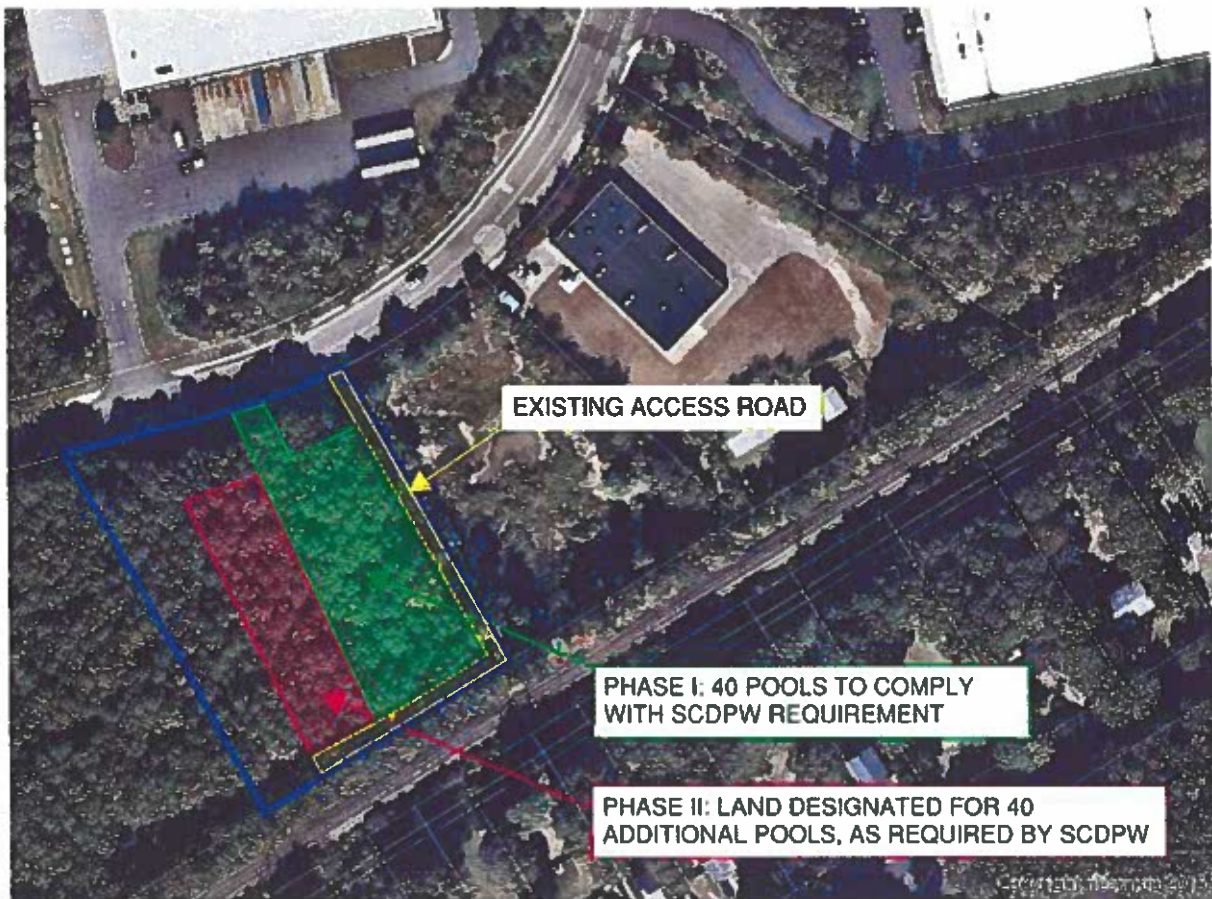 EXISTING ACCESS ROAD
PHASE I: 40 POOLS TO COMPLY
WITH SCDPW REQUIREMENT
PHASE II: LAND DESIGNATED FOR 40
ADDITIONAL POOLS, AS REQUIRED BY SCDPW